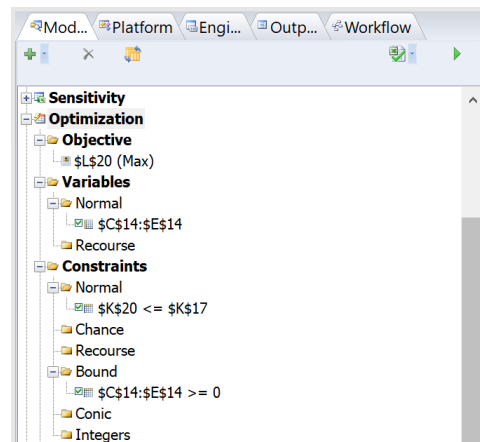 Mod... Platform Engi... Outp... Workflow
Sensitivity
Optimization
Objective
$L$20 (Max)
Variables
Normal
$C$14:$E$14
Recourse
Constraints
Normal
$K$20 <= $K$17
Chance
Recourse
Bound
$C$14:$E$14 >= 0
Conic
Integers